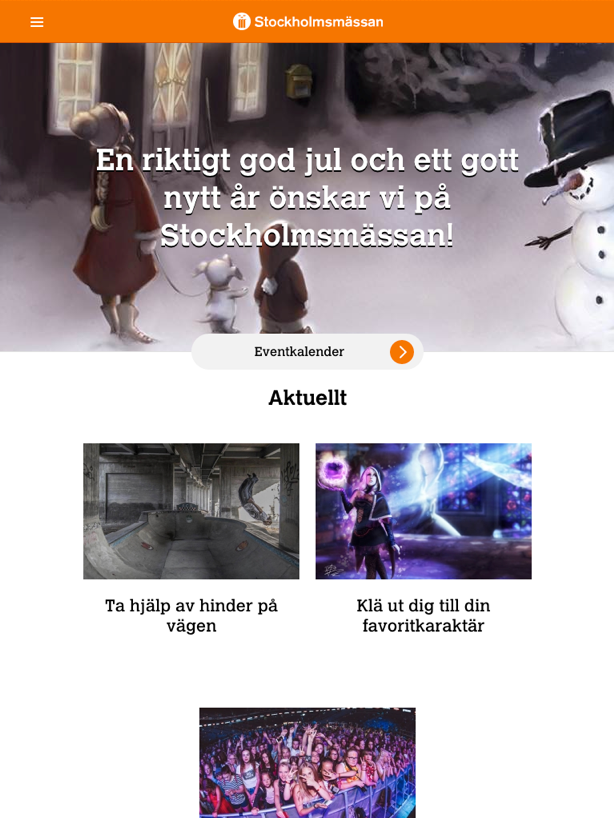 Stockholmsmässan
En riktigt god jul och ett gott
nytt år önskar vi på
Stockholmsmässan!
Eventkalender
Aktuellt
Ta hjälp av hinder på
vägen
Klä ut dig till din
favoritkaraktär